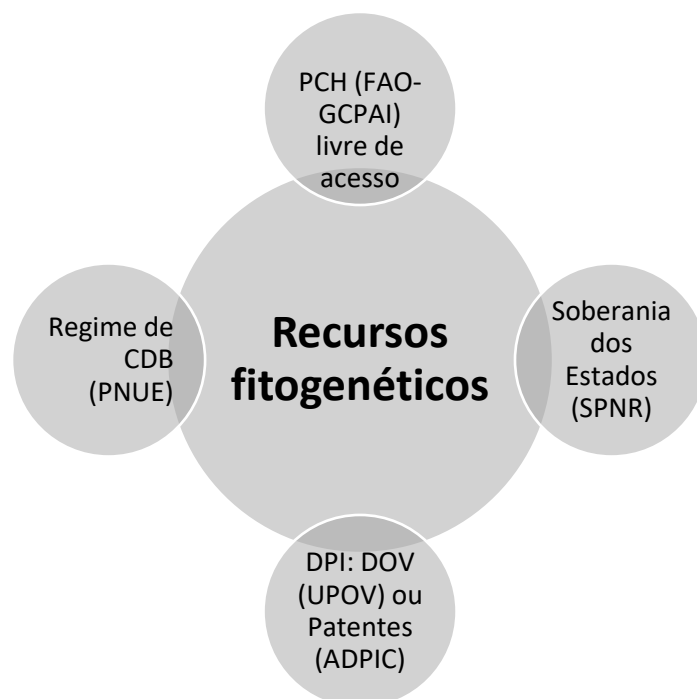 PCH (FAO-
GCPAI)
livre de
acesso
Regime de
CDB
(PNUE)
Recursos
fitogenéticos
Soberania
dos
Estados
(SPNR)
DPI: DOV
(UPOV) ou
Patentes
(ADPIC)